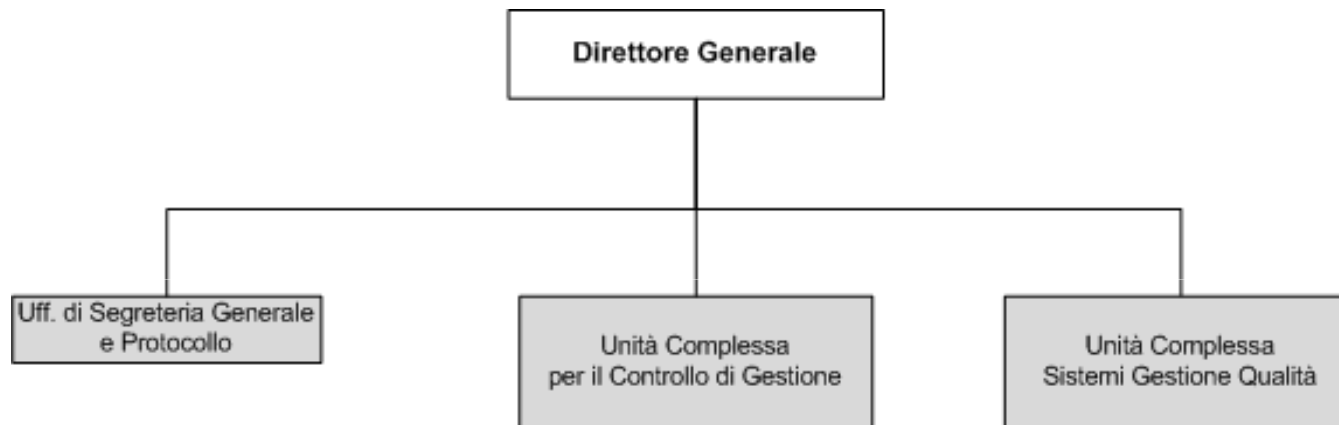 Direttore Generale
Uff. di Segreteria Generale
e Protocollo
Unità Complessa
per il Controllo di Gestione
Unità Complessa
Sistemi Gestione Qualità